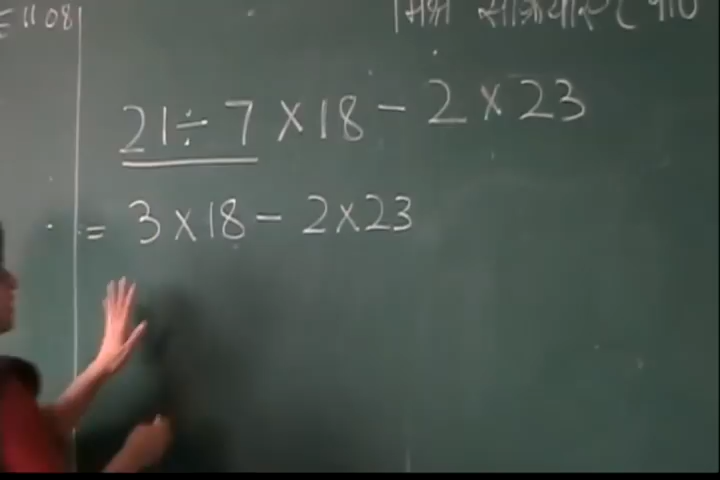 21 ÷ 7 × 18 − 2 × 23
= 3 × 18 − 2 × 23